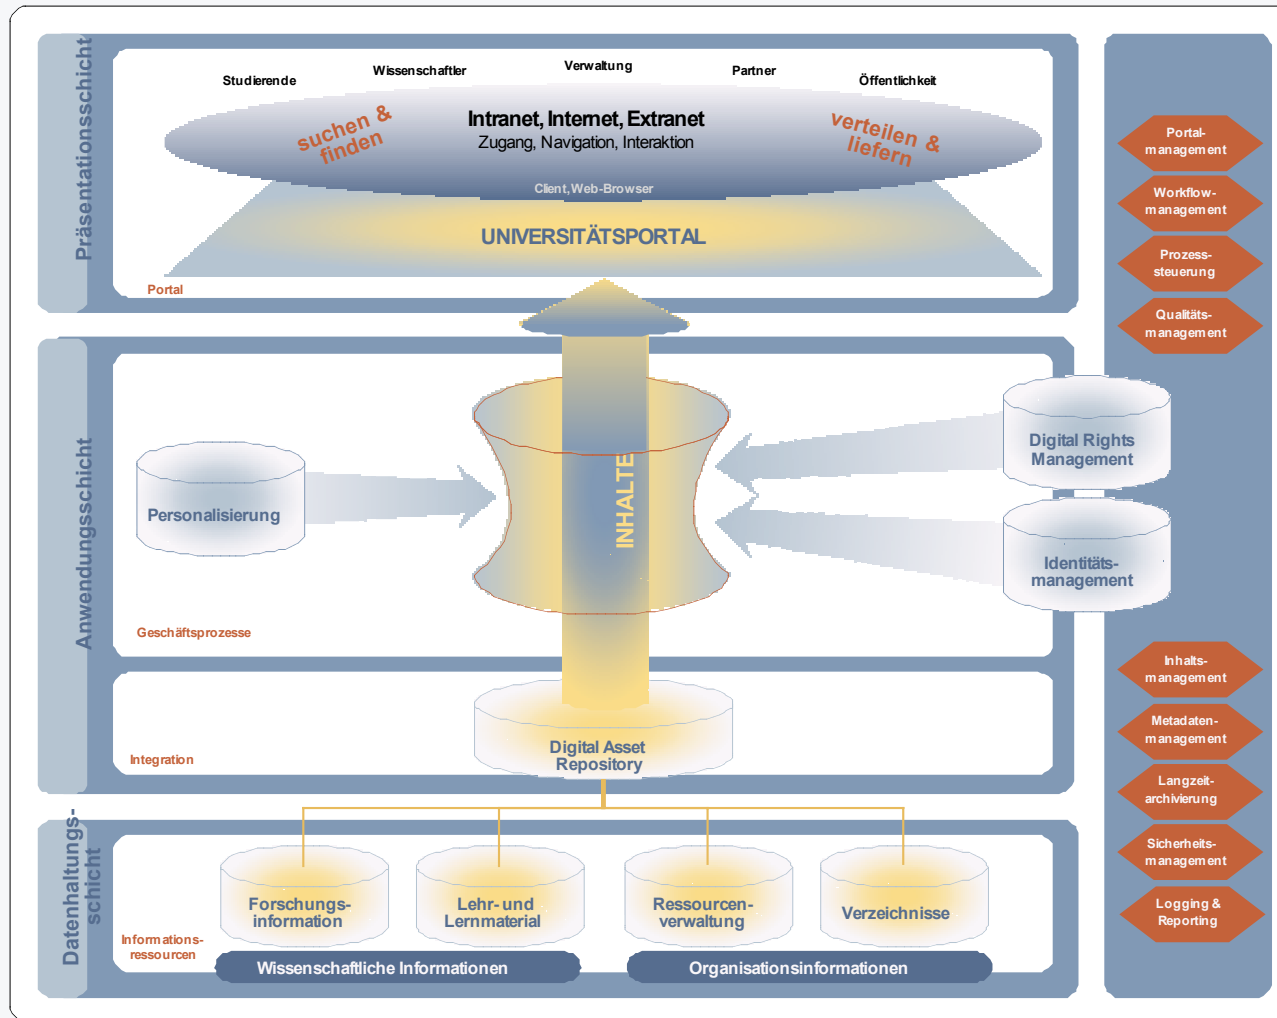 Präsentationsschicht
Studierende
Wissenschaftler
Verwaltung
Partner
Öffentlichkeit
suchen &
finden
Intranet, Internet, Extranet
Zugang, Navigation, Interaktion
verteilen &
liefern
Client,Web-Browser
UNIVERSITÄTSPORTAL
Portal
Anwendungsschicht
Personalisierung
INHALTE
Digital Rights
Management
Identitäts-
management
Geschäftsprozesse
Integration
Digital Asset
Repository
Datenhaltungs-
schicht
Forschungs-
information
Lehr- und
Lernmaterial
Ressourcen-
verwaltung
Verzeichnisse
Informations-
ressourcen
Wissenschaftliche Informationen
Organisationsinformationen
Portal-
management
Workflow-
management
Prozess-
steuerung
Qualitäts-
management
Inhalts-
management
Metadaten-
management
Langzeit-
archivierung
Sicherheits-
management
Logging &
Reporting